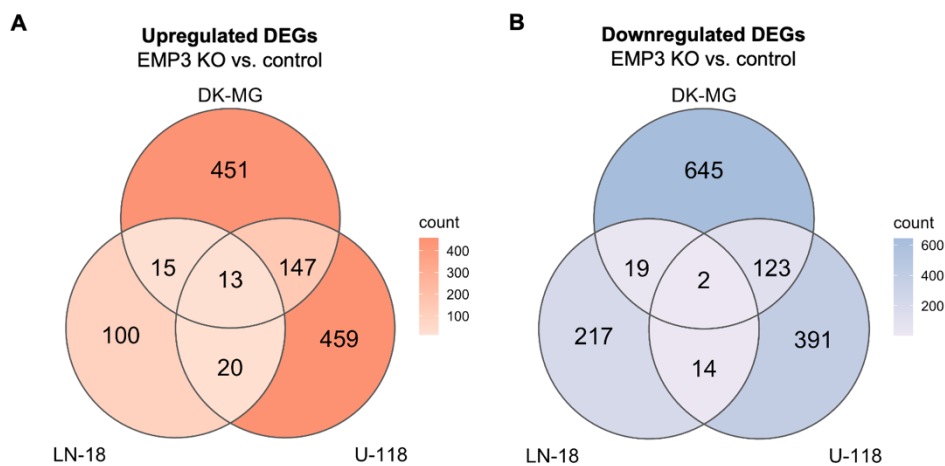 A
Upregulated DEGs
EMP3 KO vs. control
DK-MG
451
15
13
147
100
20
459
LN-18
U-118
count
400
300
200
100
B
Downregulated DEGs
EMP3 KO vs. control
DK-MG
645
19
2
123
217
14
391
LN-18
U-118
count
600
400
200